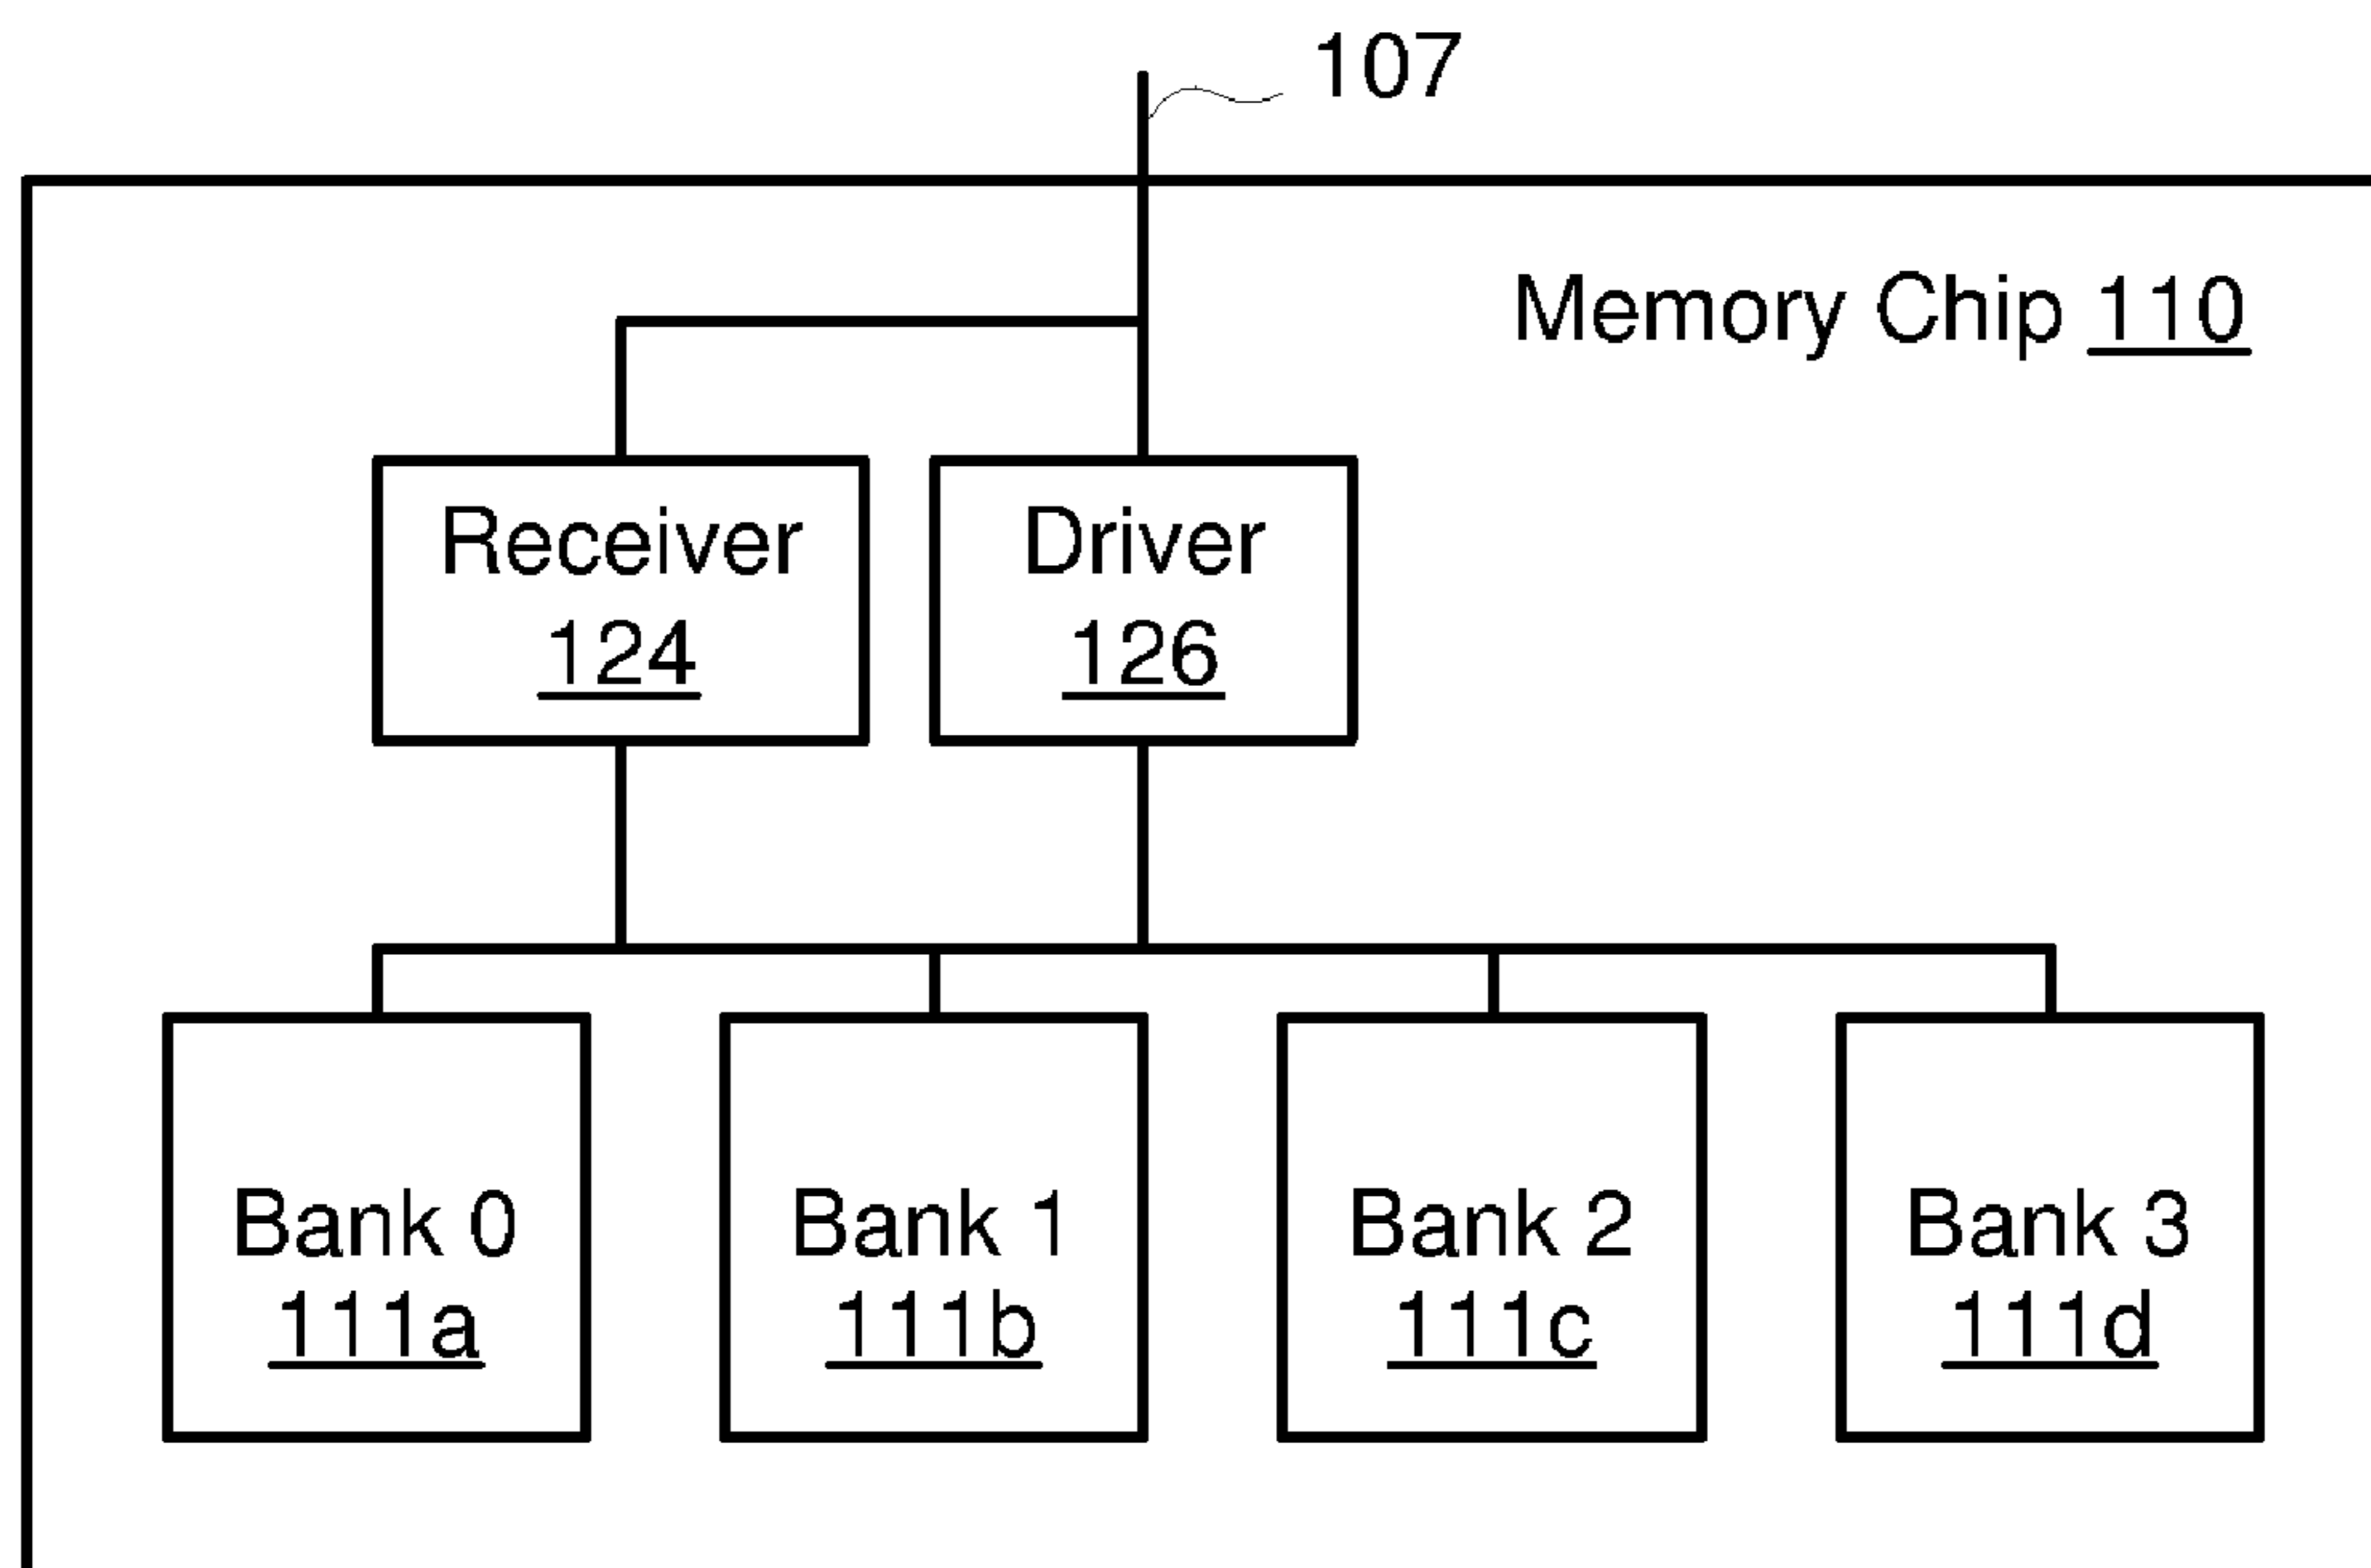 107
Memory Chip 110
Receiver
124
Driver
126
Bank 0
111a
Bank 1
111b
Bank 2
111c
Bank 3
111d